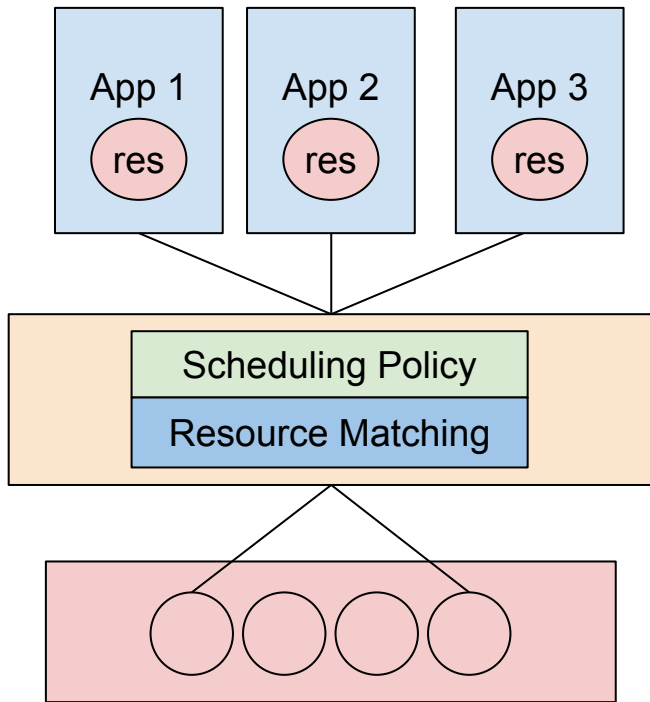 App 1
App 2
App 3
res
res
res
Scheduling Policy
Resource Matching